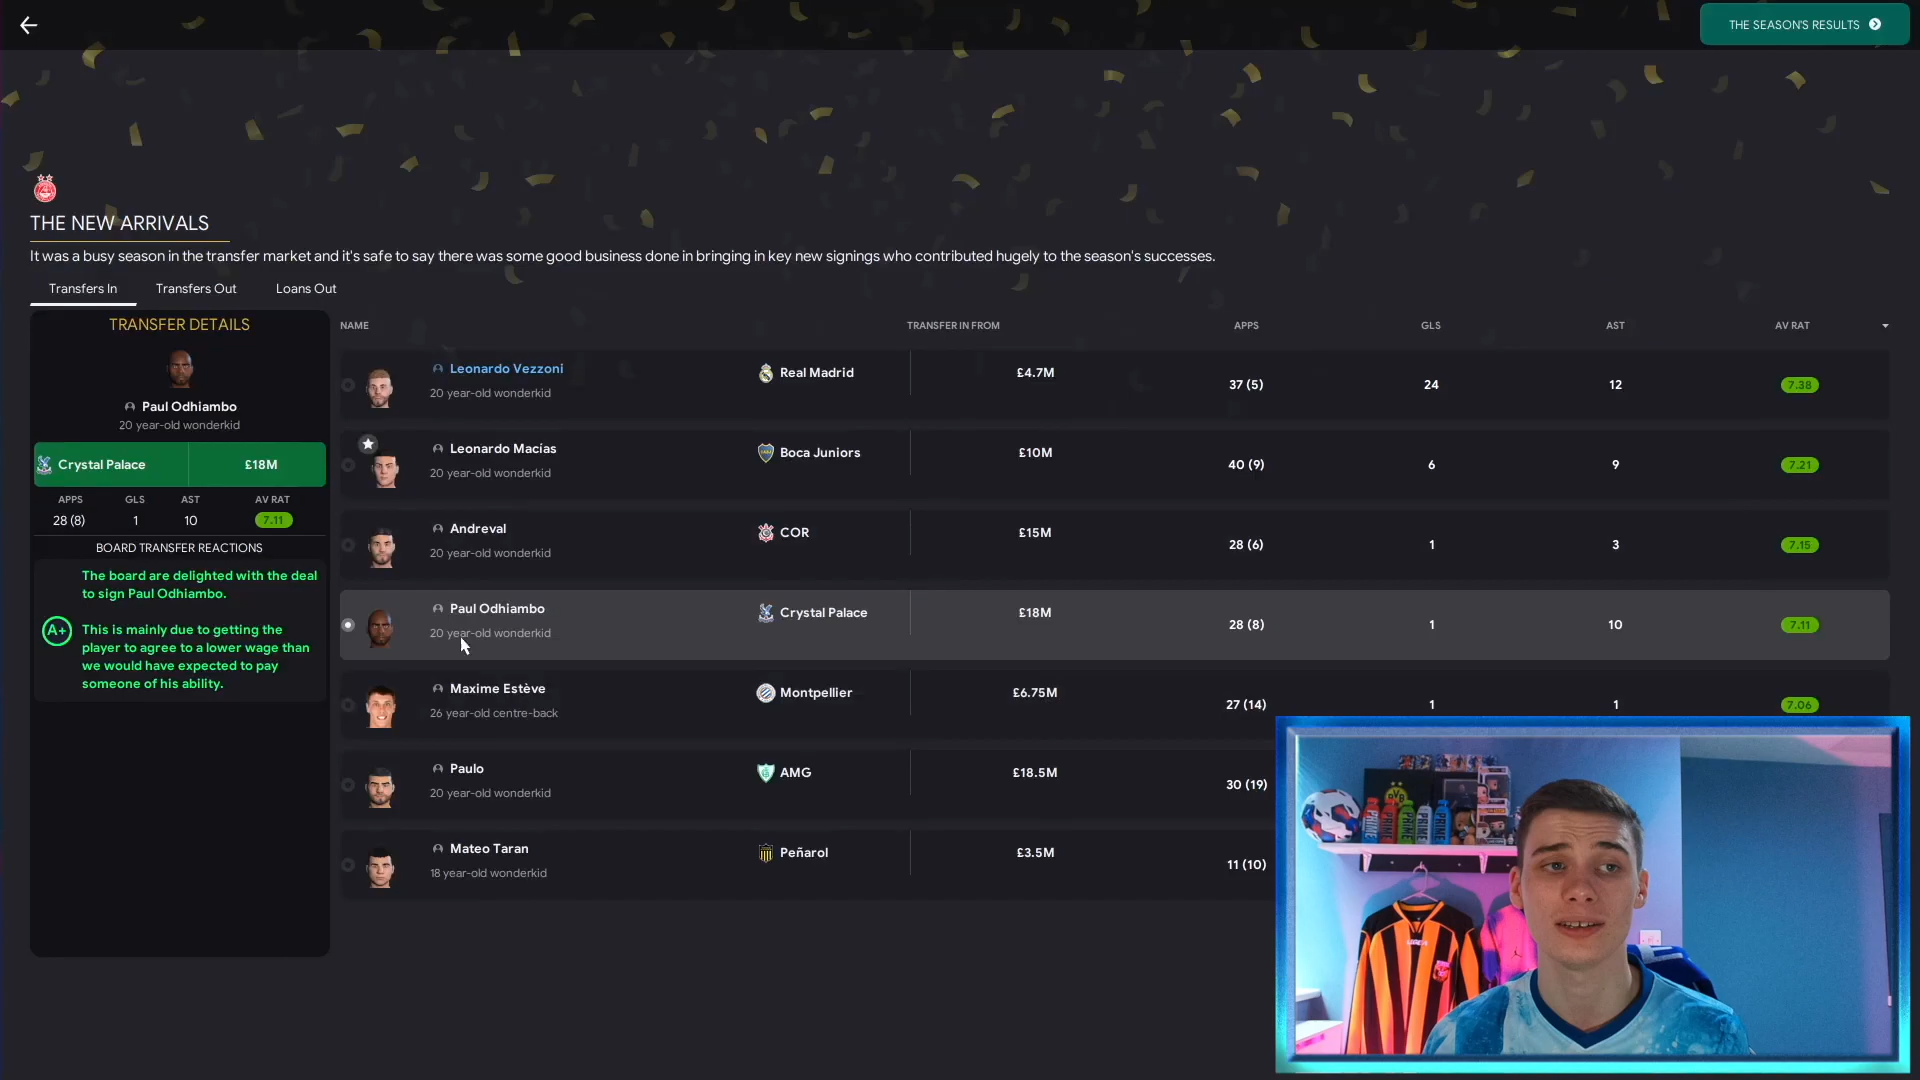 THE SEASON'S RESULTS
THE NEW ARRIVALS
It was a busy season in the transfer market and it's safe to say there was some good business done in bringing in key new signings who contributed hugely to the season's successes.
Transfers In Transfers Out Loans Out
TRANSFER DETAILS
Paul Odhiambo
20 year-old wonderkid
Crystal Palace £18M
APPS GLS AST AV RAT
28 (8) 1 10 7.11
BOARD TRANSFER REACTIONS
The board are delighted with the deal
to sign Paul Odhiambo.
A+
This is mainly due to getting the
player to agree to a lower wage than
we would have expected to pay
someone of his ability.
NAME TRANSFER IN FROM APPS GLS AST AV RAT
Leonardo Vezzoni Real Madrid £4.7M 37 (5) 24 12 7.38
20 year-old wonderkid
Leonardo Macías Boca Juniors £10M 40 (9) 6 9 7.21
20 year-old wonderkid
Andreval COR £15M 28 (6) 1 3 7.15
20 year-old wonderkid
Paul Odhiambo Crystal Palace £18M 28 (8) 1 10 7.11
20 year-old wonderkid
Maxime Estève Montpellier £6.75M 27 (14) 1 1 7.06
26 year-old centre-back
Paulo AMG £18.5M 30 (19)
20 year-old wonderkid
Mateo Taran Peñarol £3.5M 11 (10)
18 year-old wonderkid
PRIME PRIME PRIME PRIME PRIME